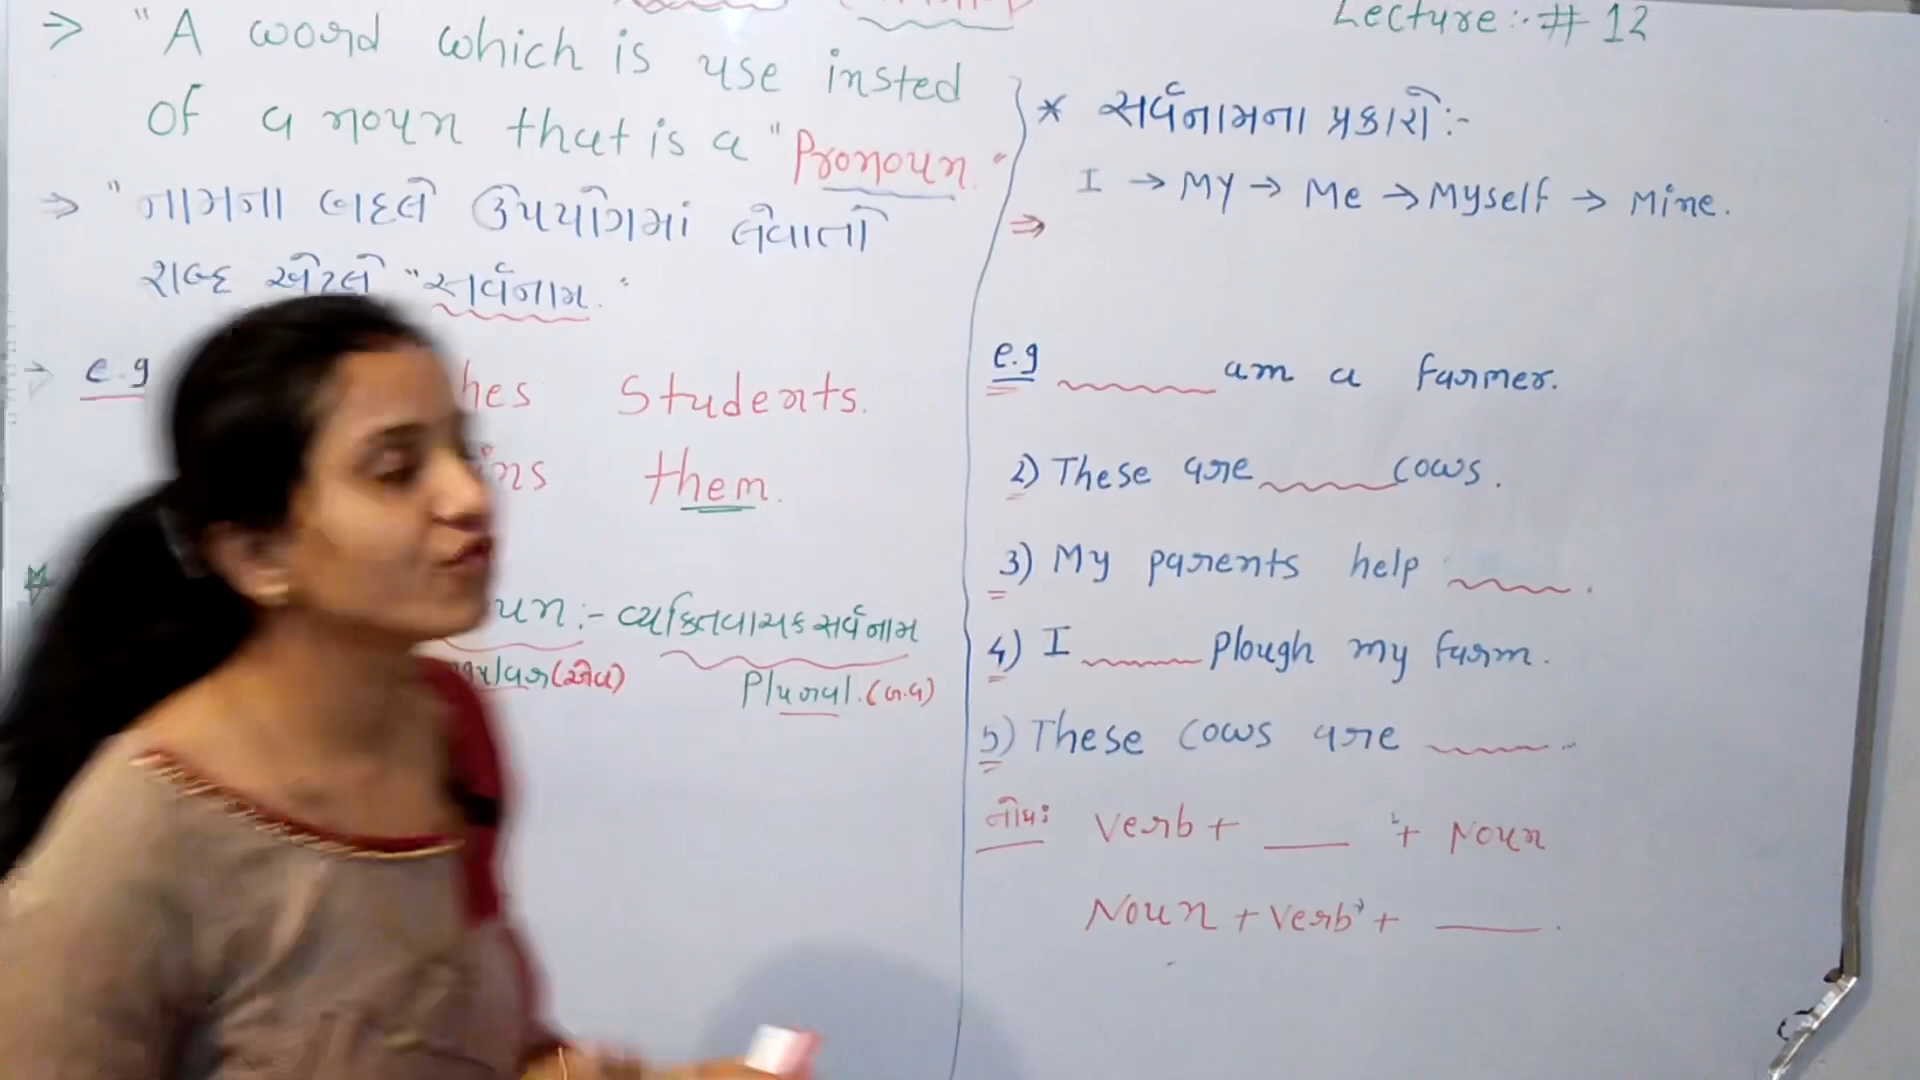 ⇒ "A word which is use insted
of a noun that is a "Pronoun."
⇒ "નામના બદલે ઉપયોગમાં લેવાતો
શબ્દ એટલે "સર્વનામ."
→ e.g
Students.
them.
:- વ્યક્તિવાચક સર્વનામ
(એ.વ)
Plural. (બ.વ)
Lecture:- # 12
* સર્વનામના પ્રકારો:-
I → MY → Me → Myself → Mine.
⇒
e.g ____ am a farmer.
2) These are ____ cows.
3) My parents help ____.
4) I ____ Plough my farm.
5) These cows are ____.
નોંધ: Verb + ____ + Noun
Noun + Verb + ____.